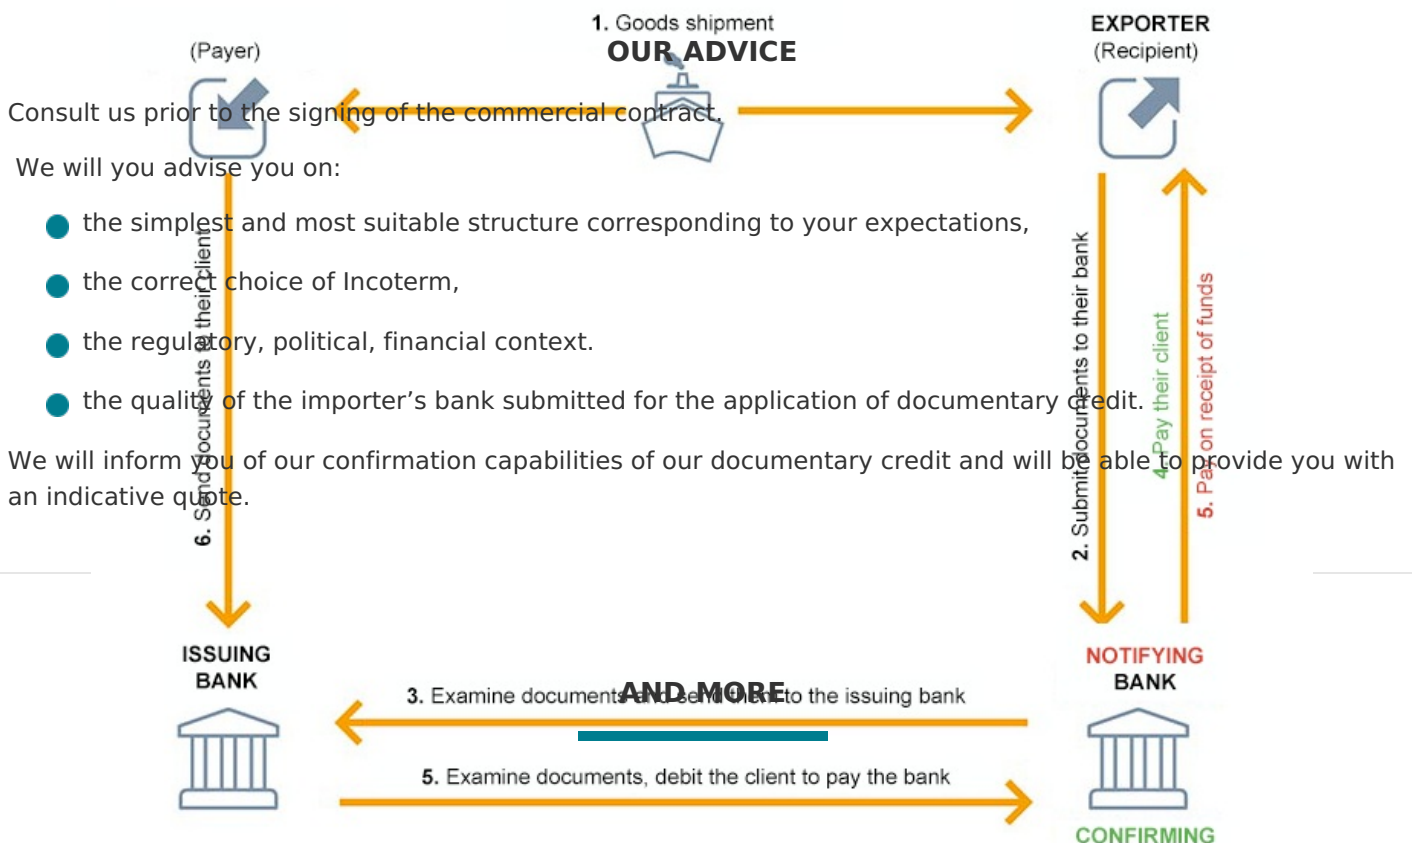 1. Goods shipment
EXPORTER
(Payer)
OUR ADVICE
(Recipient)
Consult us prior to the signing of the commercial contract.
We will you advise you on:
the simplest and most suitable structure corresponding to your expectations,
the correct choice of Incoterm,
the regulatory, political, financial context.
the quality of the importer’s bank submitted for the application of documentary credit.
We will inform you of our confirmation capabilities of our documentary credit and will be able to provide you with
an indicative quote.
6. Send documents to their client
2. Submit documents to their bank
4. Pay their client
5. Pay on receipt of funds
ISSUING
BANK
NOTIFYING
BANK
AND MORE
3. Examine documents and send them to the issuing bank
5. Examine documents, debit the client to pay the bank
CONFIRMING